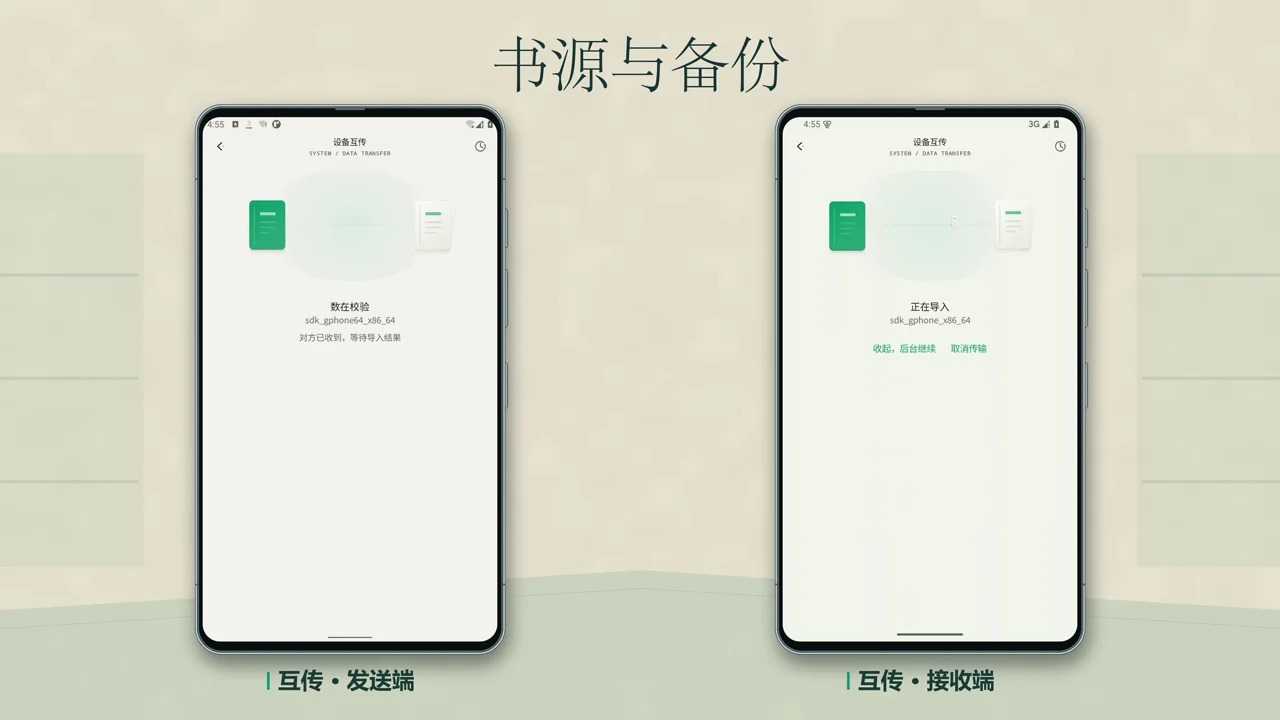 书源与备份
4:55
设备互传
SYSTEM / DATA TRANSFER
数在校验
sdk_gphone64_x86_64
对方已收到，等待导入结果
互传·发送端
4:55
3G
设备互传
SYSTEM / DATA TRANSFER
正在导入
sdk_gphone_x86_64
收起，后台继续 取消传输
互传·接收端